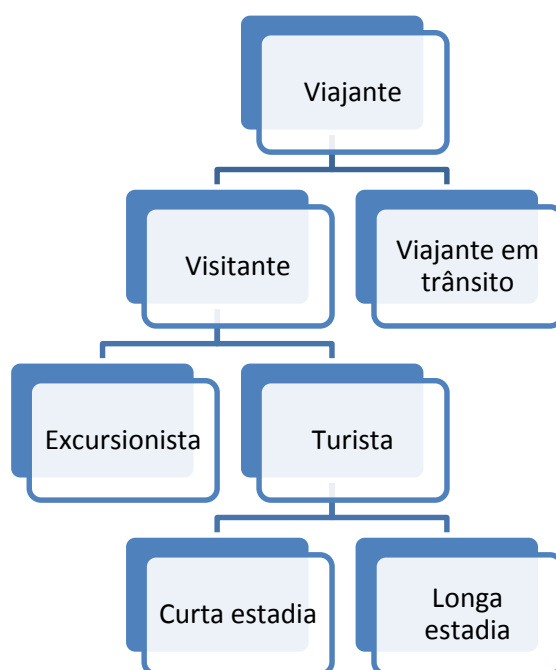 Viajante
Visitante
Viajante em
trânsito
Excursionista
Turista
Curta estadia
Longa
estadia